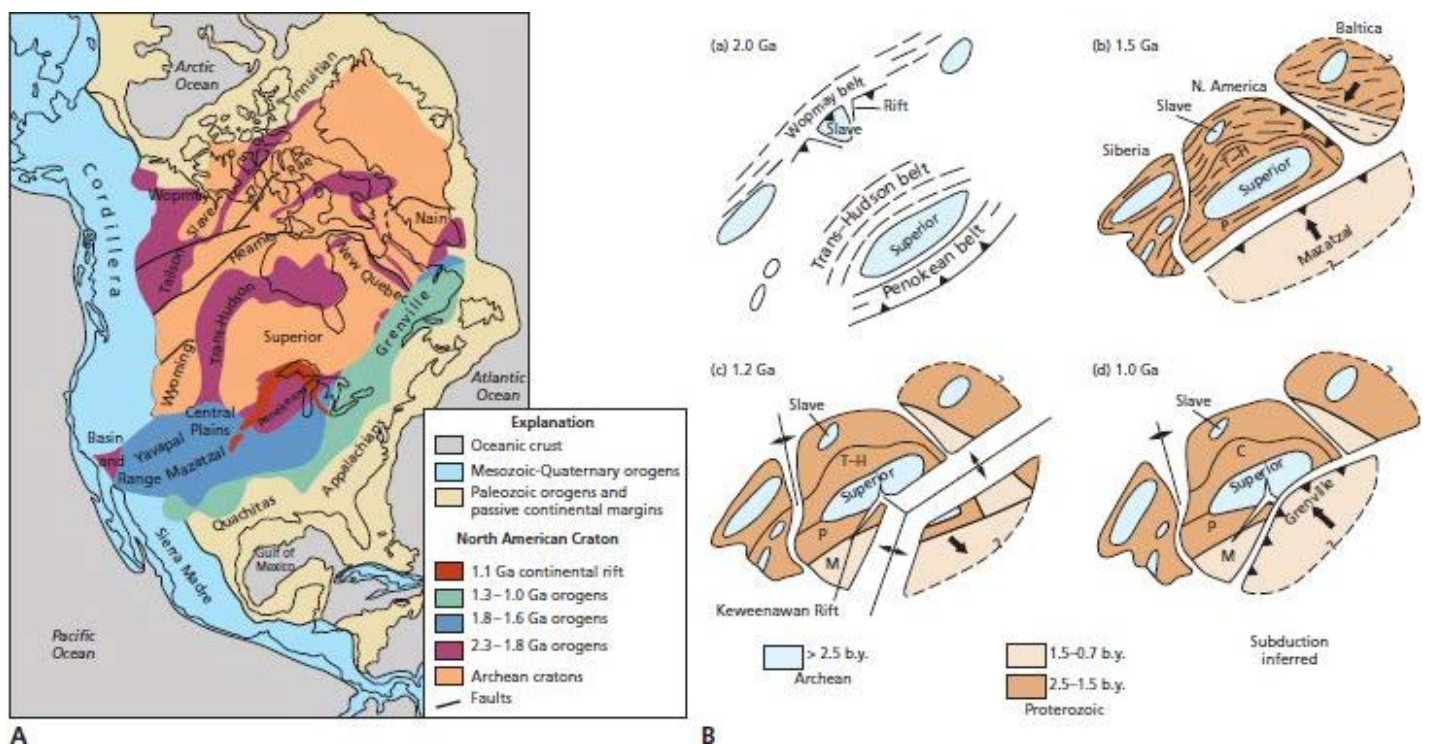 Arctic
Ocean
Innuitian
Cordillera
Wopmay
Slave
Rae
Nain
Taltson
Hearne
New Quebec
Trans-Hudson
Grenville
Superior
Wyoming
Penokean
Atlantic
Ocean
Central
Plains
Basin
and
Range
Yavapal
Mazatzal
Appalachians
Quachitas
Gulf of
Mexico
Sierra Madre
Pacific
Ocean
Explanation
Oceanic crust
Mesozoic-Quaternary orogens
Paleozoic orogens and
passive continental margins
North American Craton
1.1 Ga continental rift
1.3–1.0 Ga orogens
1.8–1.6 Ga orogens
2.3–1.8 Ga orogens
Archean cratons
Faults
A
(a) 2.0 Ga
Wopmay belt
Rift
Slave
Trans–Hudson belt
Superior
Penokean belt
(b) 1.5 Ga
Baltica
?
N. America
Slave
Siberia
T–H
Superior
P
Mazatzal
?
(c) 1.2 Ga
?
Slave
T–H
Superior
P
M
?
Keweenawan Rift
(d) 1.0 Ga
?
Slave
C
Superior
Grenville
P
M
?
> 2.5 b.y.
Archean
1.5–0.7 b.y.
2.5–1.5 b.y.
Proterozoic
Subduction
inferred
B